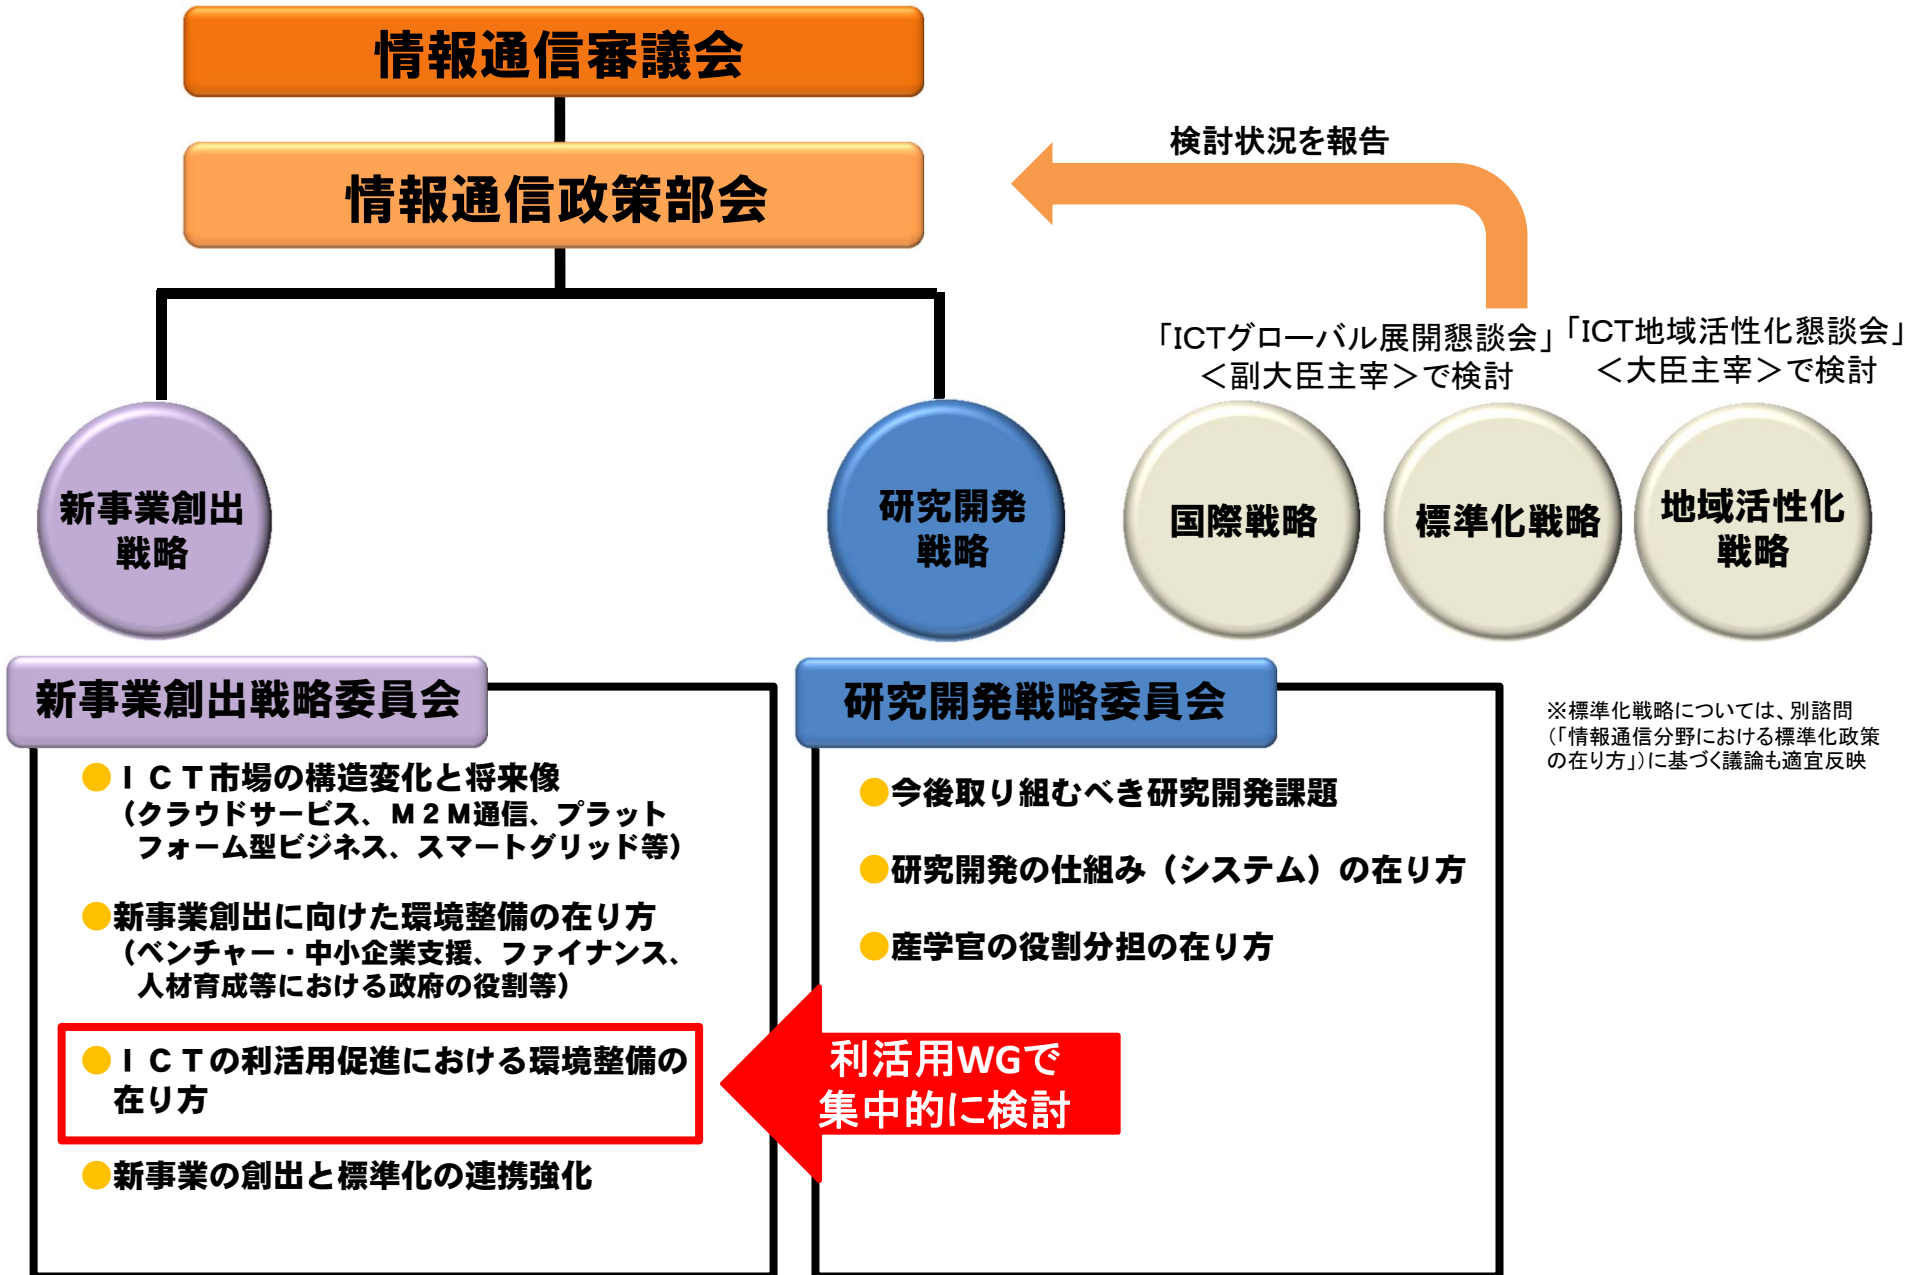 情報通信審議会
情報通信政策部会
検討状況を報告
「ICTグローバル展開懇談会」
＜副大臣主宰＞で検討
「ICT地域活性化懇談会」
＜大臣主宰＞で検討
新事業創出
戦略
研究開発
戦略
国際戦略
標準化戦略
地域活性化
戦略
新事業創出戦略委員会
●ＩＣＴ市場の構造変化と将来像
（クラウドサービス、Ｍ２Ｍ通信、プラット
フォーム型ビジネス、スマートグリッド等）
●新事業創出に向けた環境整備の在り方
（ベンチャー・中小企業支援、ファイナンス、
人材育成等における政府の役割等）
●ＩＣＴの利活用促進における環境整備の
在り方
●新事業の創出と標準化の連携強化
利活用WGで
集中的に検討
研究開発戦略委員会
●今後取り組むべき研究開発課題
●研究開発の仕組み（システム）の在り方
●産学官の役割分担の在り方
※標準化戦略については、別諮問
（「情報通信分野における標準化政策
の在り方」）に基づく議論も適宜反映